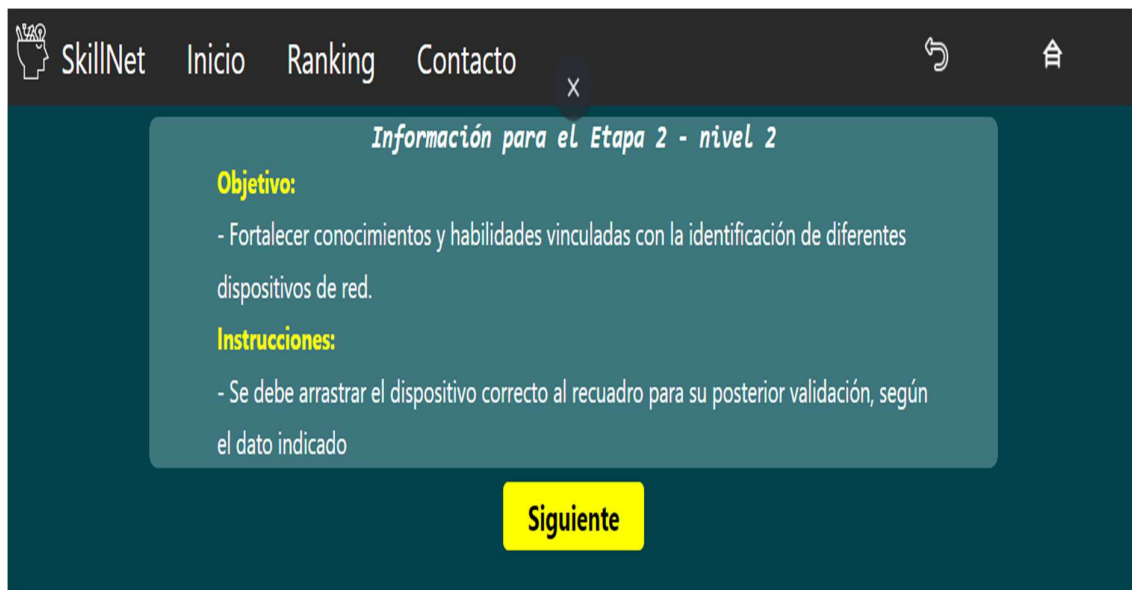 SkillNet Inicio Ranking Contacto
X
Información para el Etapa 2 - nivel 2
Objetivo:
- Fortalecer conocimientos y habilidades vinculadas con la identificación de diferentes
dispositivos de red.
Instrucciones:
- Se debe arrastrar el dispositivo correcto al recuadro para su posterior validación, según
el dato indicado
Siguiente